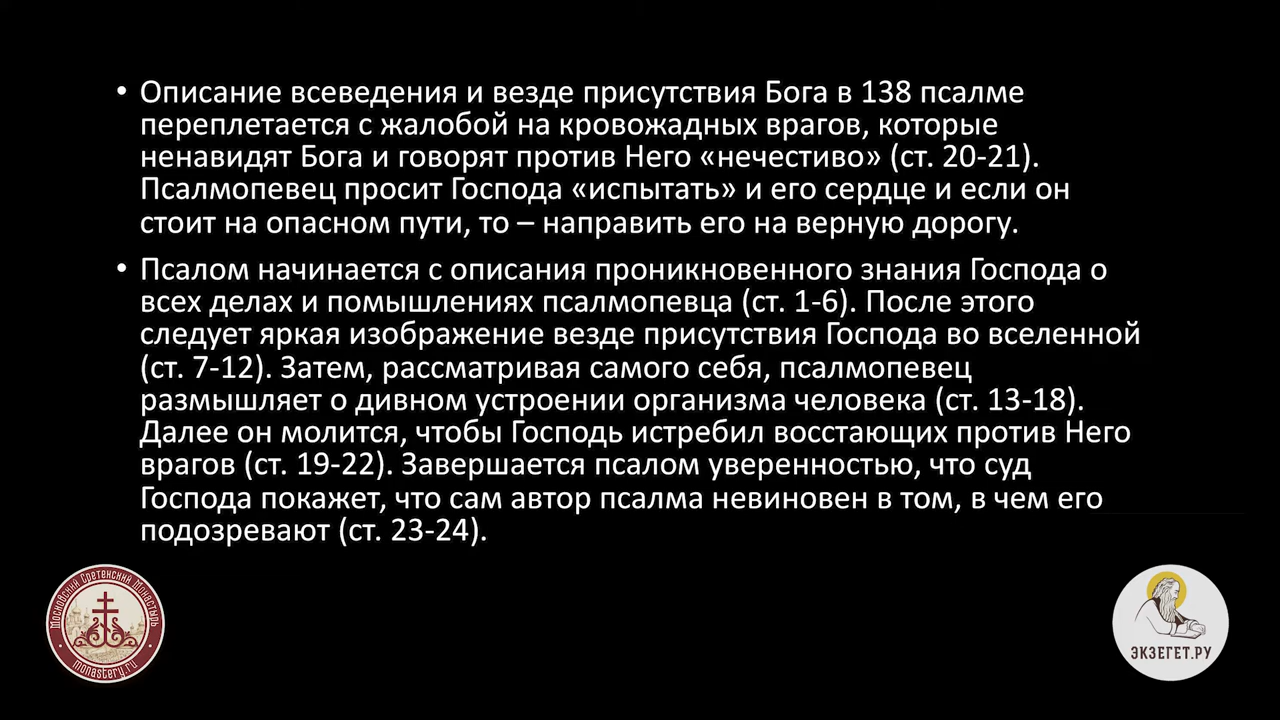 • Описание всеведения и везде присутствия Бога в 138 псалме
переплетается с жалобой на кровожадных врагов, которые
ненавидят Бога и говорят против Него «нечестиво» (ст. 20-21).
Псалмопевец просит Господа «испытать» и его сердце и если он
стоит на опасном пути, то – направить его на верную дорогу.
• Псалом начинается с описания проникновенного знания Господа о
всех делах и помышлениях псалмопевца (ст. 1-6). После этого
следует яркая изображение везде присутствия Господа во вселенной
(ст. 7-12). Затем, рассматривая самого себя, псалмопевец
размышляет о дивном устроении организма человека (ст. 13-18).
Далее он молится, чтобы Господь истребил восстающих против Него
врагов (ст. 19-22). Завершается псалом уверенностью, что суд
Господа покажет, что сам автор псалма невиновен в том, в чем его
подозревают (ст. 23-24).
Московский Сретенский Монастырь
monastery.ru
ЭКЗЕГЕТ.РУ